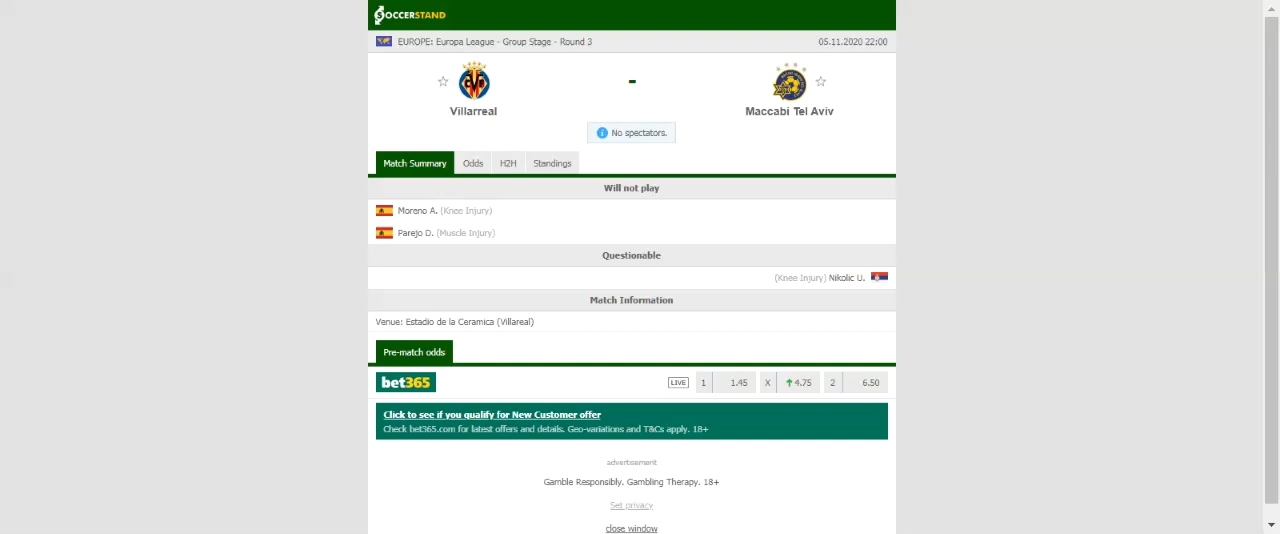 SOCCERSTAND
EUROPE: Europa League - Group Stage - Round 3 05.11.2020 22:00
-
Villarreal Maccabi Tel Aviv
No spectators.
Match Summary Odds H2H Standings
Will not play
Moreno A. (Knee Injury)
Parejo D. (Muscle Injury)
Questionable
(Knee Injury) Nikolic U.
Match Information
Venue: Estadio de la Ceramica (Villareal)
Pre-match odds
bet365 LIVE 1 1.45 X 4.75 2 6.50
Click to see if you qualify for New Customer offer
Check bet365.com for latest offers and details. Geo-variations and T&Cs apply. 18+
advertisement
Gamble Responsibly. Gambling Therapy. 18+
Set privacy
close window